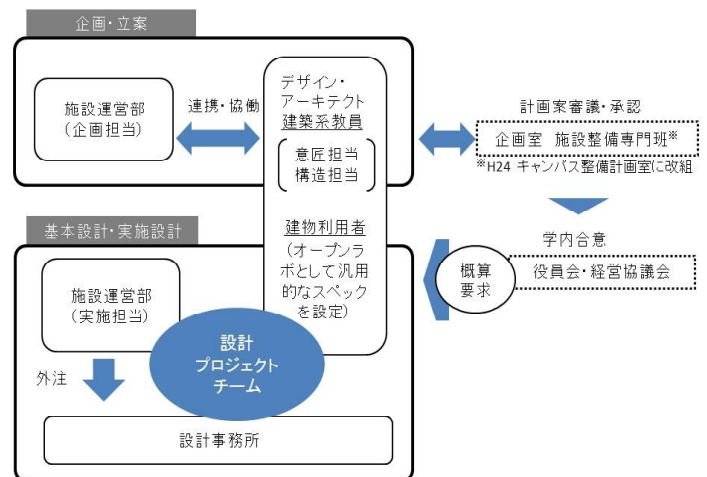 企画・立案
施設運営部
(企画担当)
連携・協働
デザイン・
アーキテクト
建築系教員
意匠担当
構造担当
建物利用者
(オープンラ
ボとして汎用
的なスペック
を設定)
計画案審議・承認
企画室 施設整備専門班※
※H24 キャンバス整備計画室に改組
学内合意
役員会・経営協議会
概算
要求
基本設計・実施設計
施設運営部
(実施担当)
外注
設計
プロジェクト
チーム
設計事務所